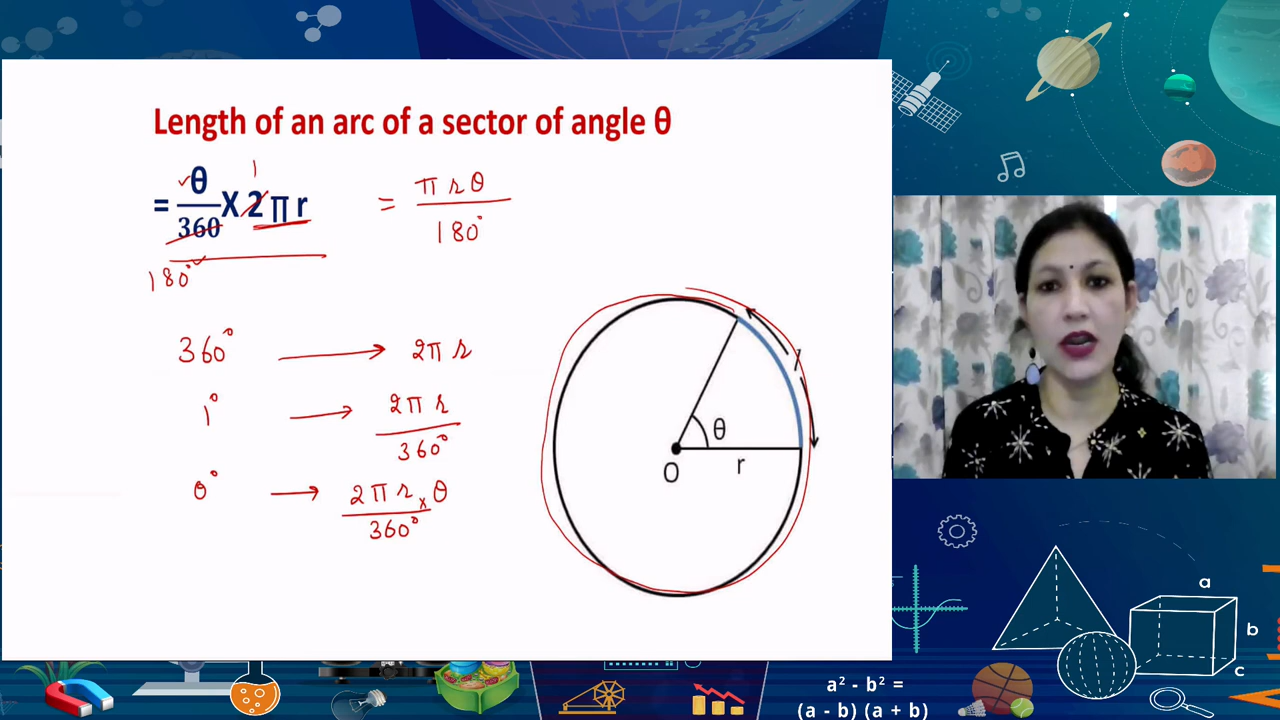 Length of an arc of a sector of angle θ
= θ/360 X 2πr = πrθ/180°
1
180°
360° → 2πr
1° → 2πr/360°
θ° → 2πr/360° x θ
l
θ
r
O
a
b
c
a² - b² =
(a - b) (a + b)